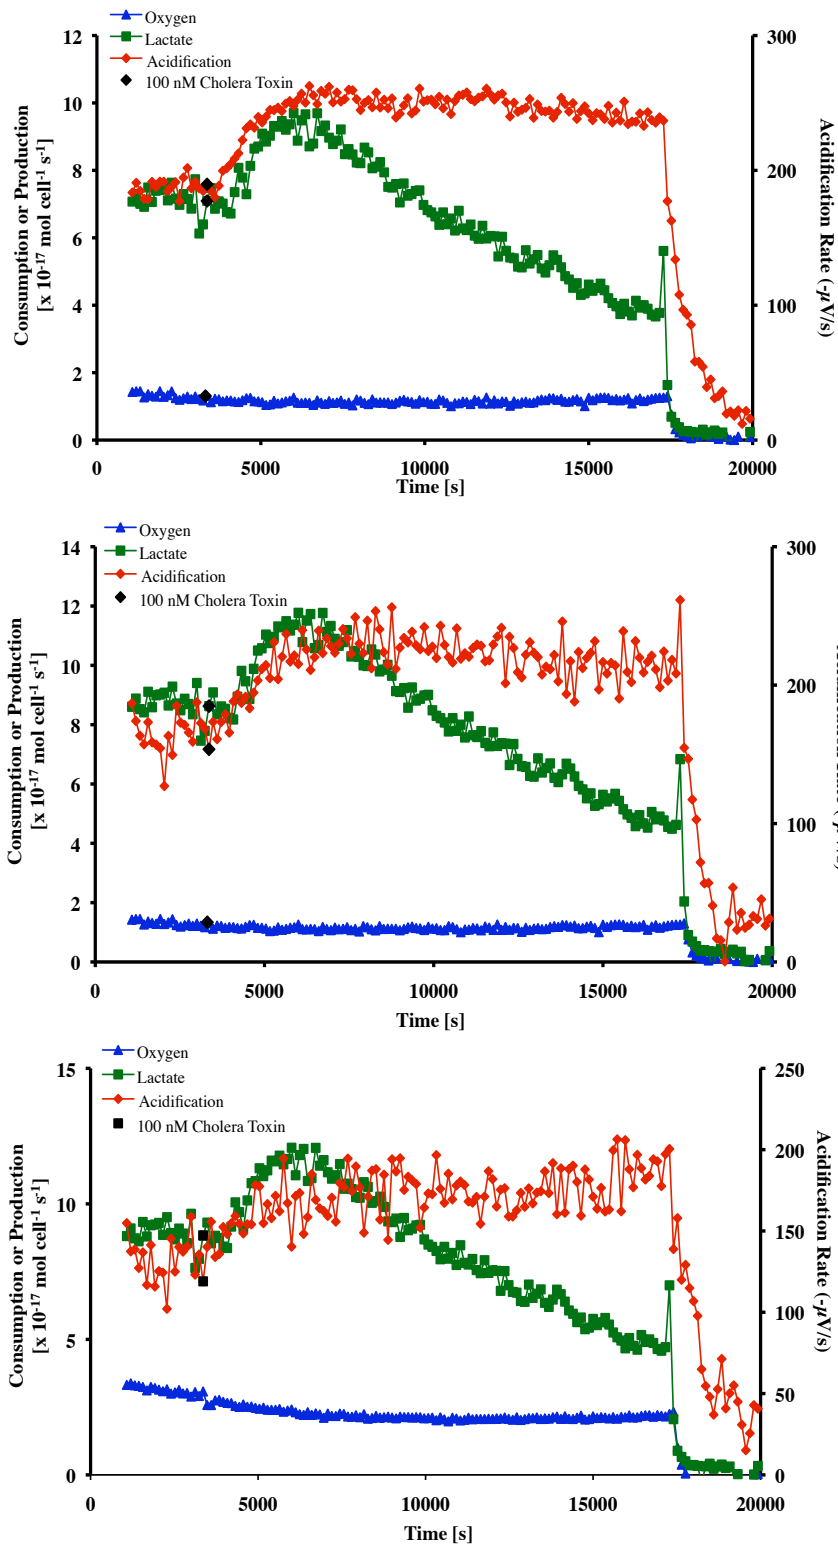 Oxygen
Lactate
Acidification
100 nM Cholera Toxin
12
10
8
6
4
2
0
300
200
100
0
Consumption or Production
[x 10⁻¹⁷ mol cell⁻¹ s⁻¹]
Acidification
Rate (-µV/s)
0
5000
10000
15000
20000
Time [s]
Oxygen
Lactate
Acidification
100 nM Cholera Toxin
14
12
10
8
6
4
2
0
300
200
100
0
Consumption or Production
[x 10⁻¹⁷ mol cell⁻¹ s⁻¹]
0
5000
10000
15000
20000
Time [s]
Oxygen
Lactate
Acidification
100 nM Cholera Toxin
15
10
5
0
250
200
150
100
50
0
Consumption or Production
[x 10⁻¹⁷ mol cell⁻¹ s⁻¹]
Acidification Rate (-µV/s)
0
5000
10000
15000
20000
Time [s]